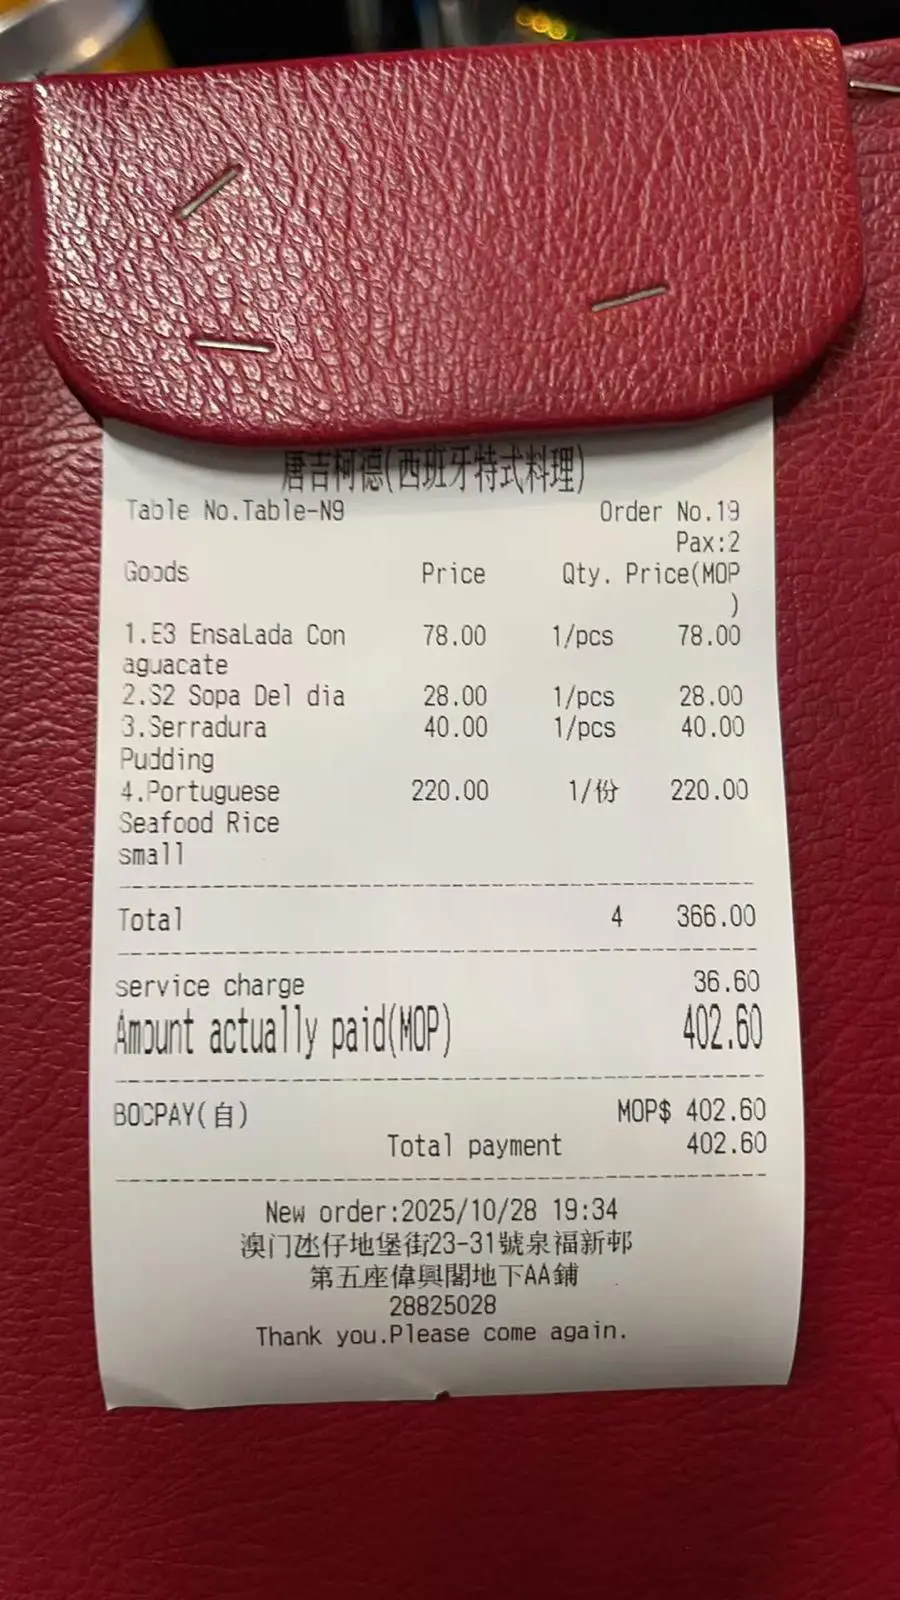 唐吉柯德(西班牙特式料理)
Table No.Table-N9 Order No.19
Pax:2
Goods Price Qty. Price(MOP
)
1.E3 EnsaLada Con 78.00 1/pcs 78.00
aguacate
2.S2 Sopa Del dia 28.00 1/pcs 28.00
3.Serradura 40.00 1/pcs 40.00
Pudding
4.Portuguese 220.00 1/份 220.00
Seafood Rice
small
Total 4 366.00
service charge 36.60
Amount actually paid(MOP) 402.60
BOCPAY(自) MOP$ 402.60
Total payment 402.60
New order:2025/10/28 19:34
澳门氹仔地堡街23-31號泉福新邨
第五座偉興閣地下AA鋪
28825028
Thank you.Please come again.